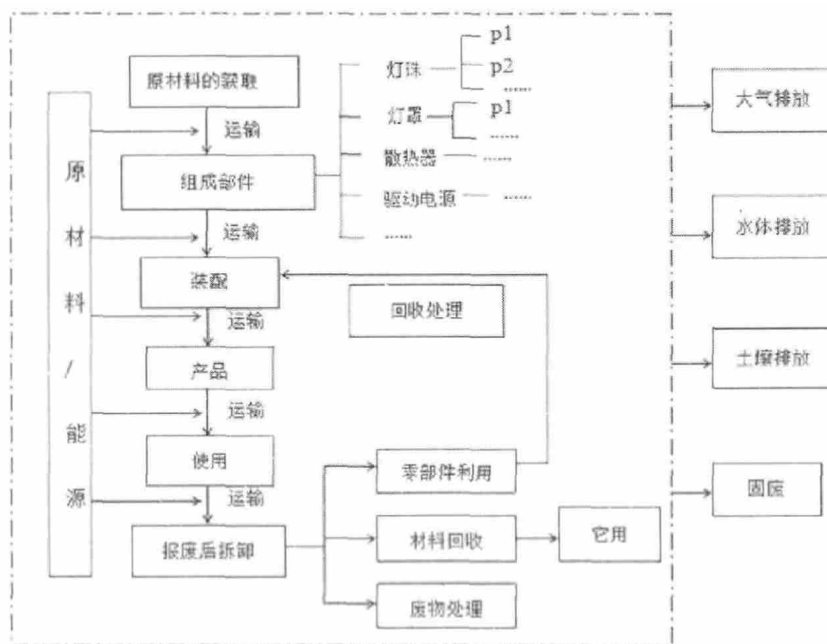 原材料/能源
原材料的获取
运输
组成部件
运输
装配
运输
产品
运输
使用
运输
报废后拆卸
灯珠
p1
p2
......
灯罩
p1
......
散热器
......
驱动电源
......
......
回收处理
零部件利用
材料回收
它用
废物处理
大气排放
水体排放
土壤排放
固废